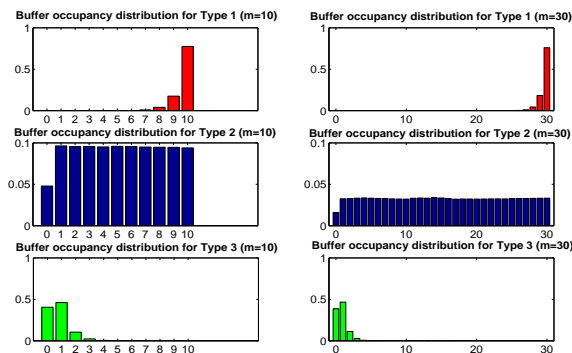 Buffer occupancy distribution for Type 1 (m=10)
1
0.5
0
0 1 2 3 4 5 6 7 8 9 10
Buffer occupancy distribution for Type 1 (m=30)
1
0.5
0
0 10 20 30
Buffer occupancy distribution for Type 2 (m=10)
0.1
0.05
0
0 1 2 3 4 5 6 7 8 9 10
Buffer occupancy distribution for Type 2 (m=30)
0.1
0.05
0
0 10 20 30
Buffer occupancy distribution for Type 3 (m=10)
1
0.5
0
0 1 2 3 4 5 6 7 8 9 10
Buffer occupancy distribution for Type 3 (m=30)
1
0.5
0
0 10 20 30